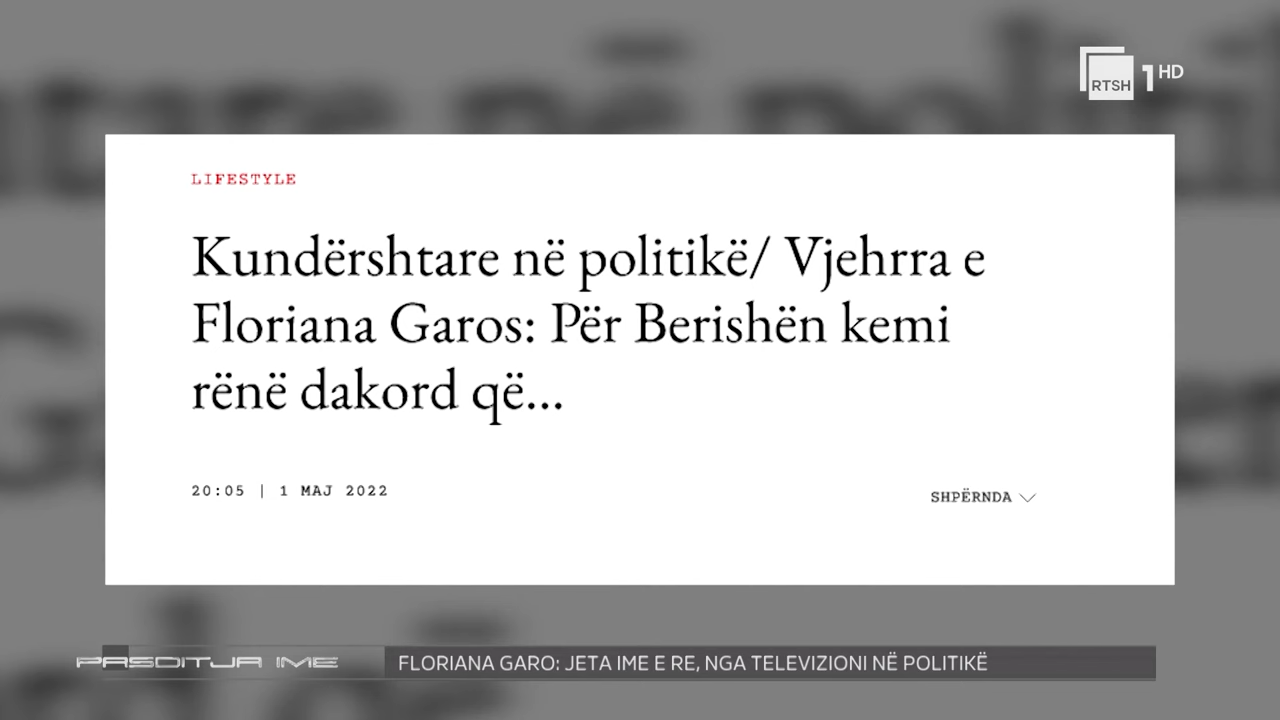 RTSH 1 HD
LIFESTYLE
Kundërshtare në politikë/ Vjehrra e
Floriana Garos: Për Berishën kemi
rënë dakord që...
20:05 | 1 MAJ 2022
SHPËRNDA
PASDITJA IME
FLORIANA GARO: JETA IME E RE, NGA TELEVIZIONI NË POLITIKË